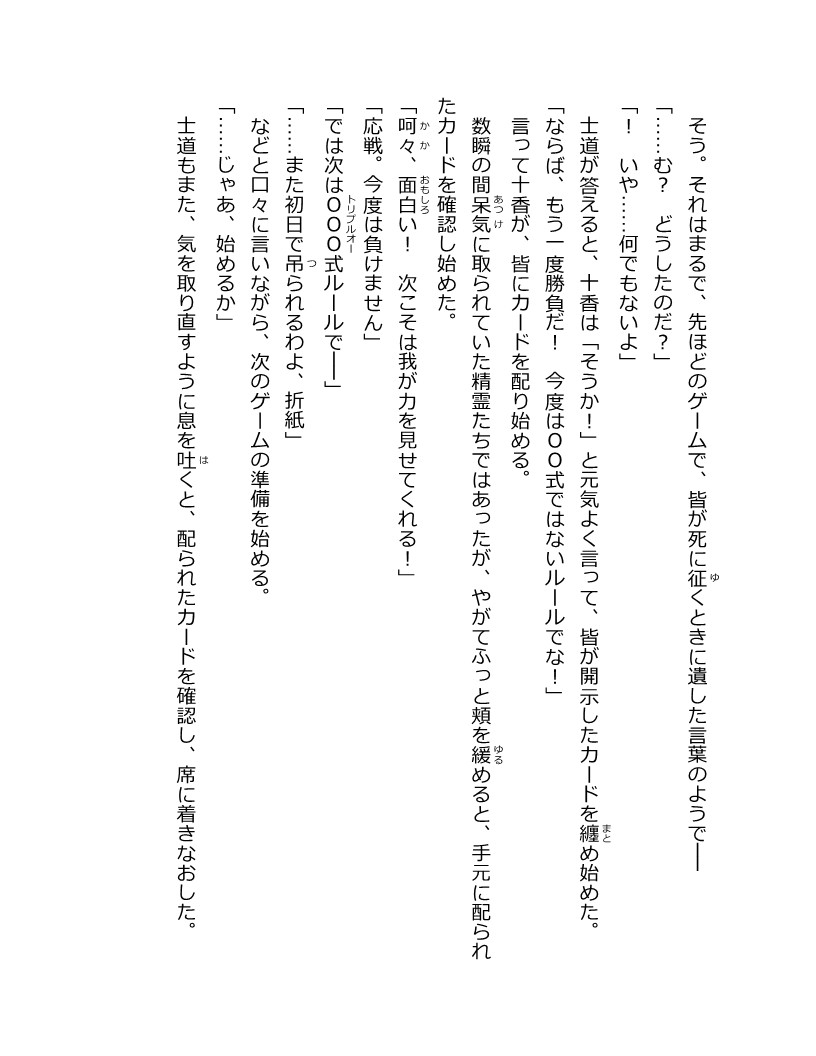 そう。それはまるで、先ほどのゲームで、皆が死に征くときに遺した言葉のようで――
「……む？　どうしたのだ？」
「！　いや……何でもないよ」
士道が答えると、十香は「そうか！」と元気よく言って、皆が開示したカードを纏め始めた。
「ならば、もう一度勝負だ！　今度はＯＯ式ではないルールでな！」
言って十香が、皆にカードを配り始める。
数瞬の間呆気に取られていた精霊たちではあったが、やがてふっと頬を緩めると、手元に配られ
たカードを確認し始めた。
「呵々、面白い！　次こそは我が力を見せてくれる！」
「応戦。今度は負けません」
「では次はＯＯＯ式ルールで――」
「……また初日で吊られるわよ、折紙」
などと口々に言いながら、次のゲームの準備を始める。
「……じゃあ、始めるか」
士道もまた、気を取り直すように息を吐くと、配られたカードを確認し、席に着きなおした。